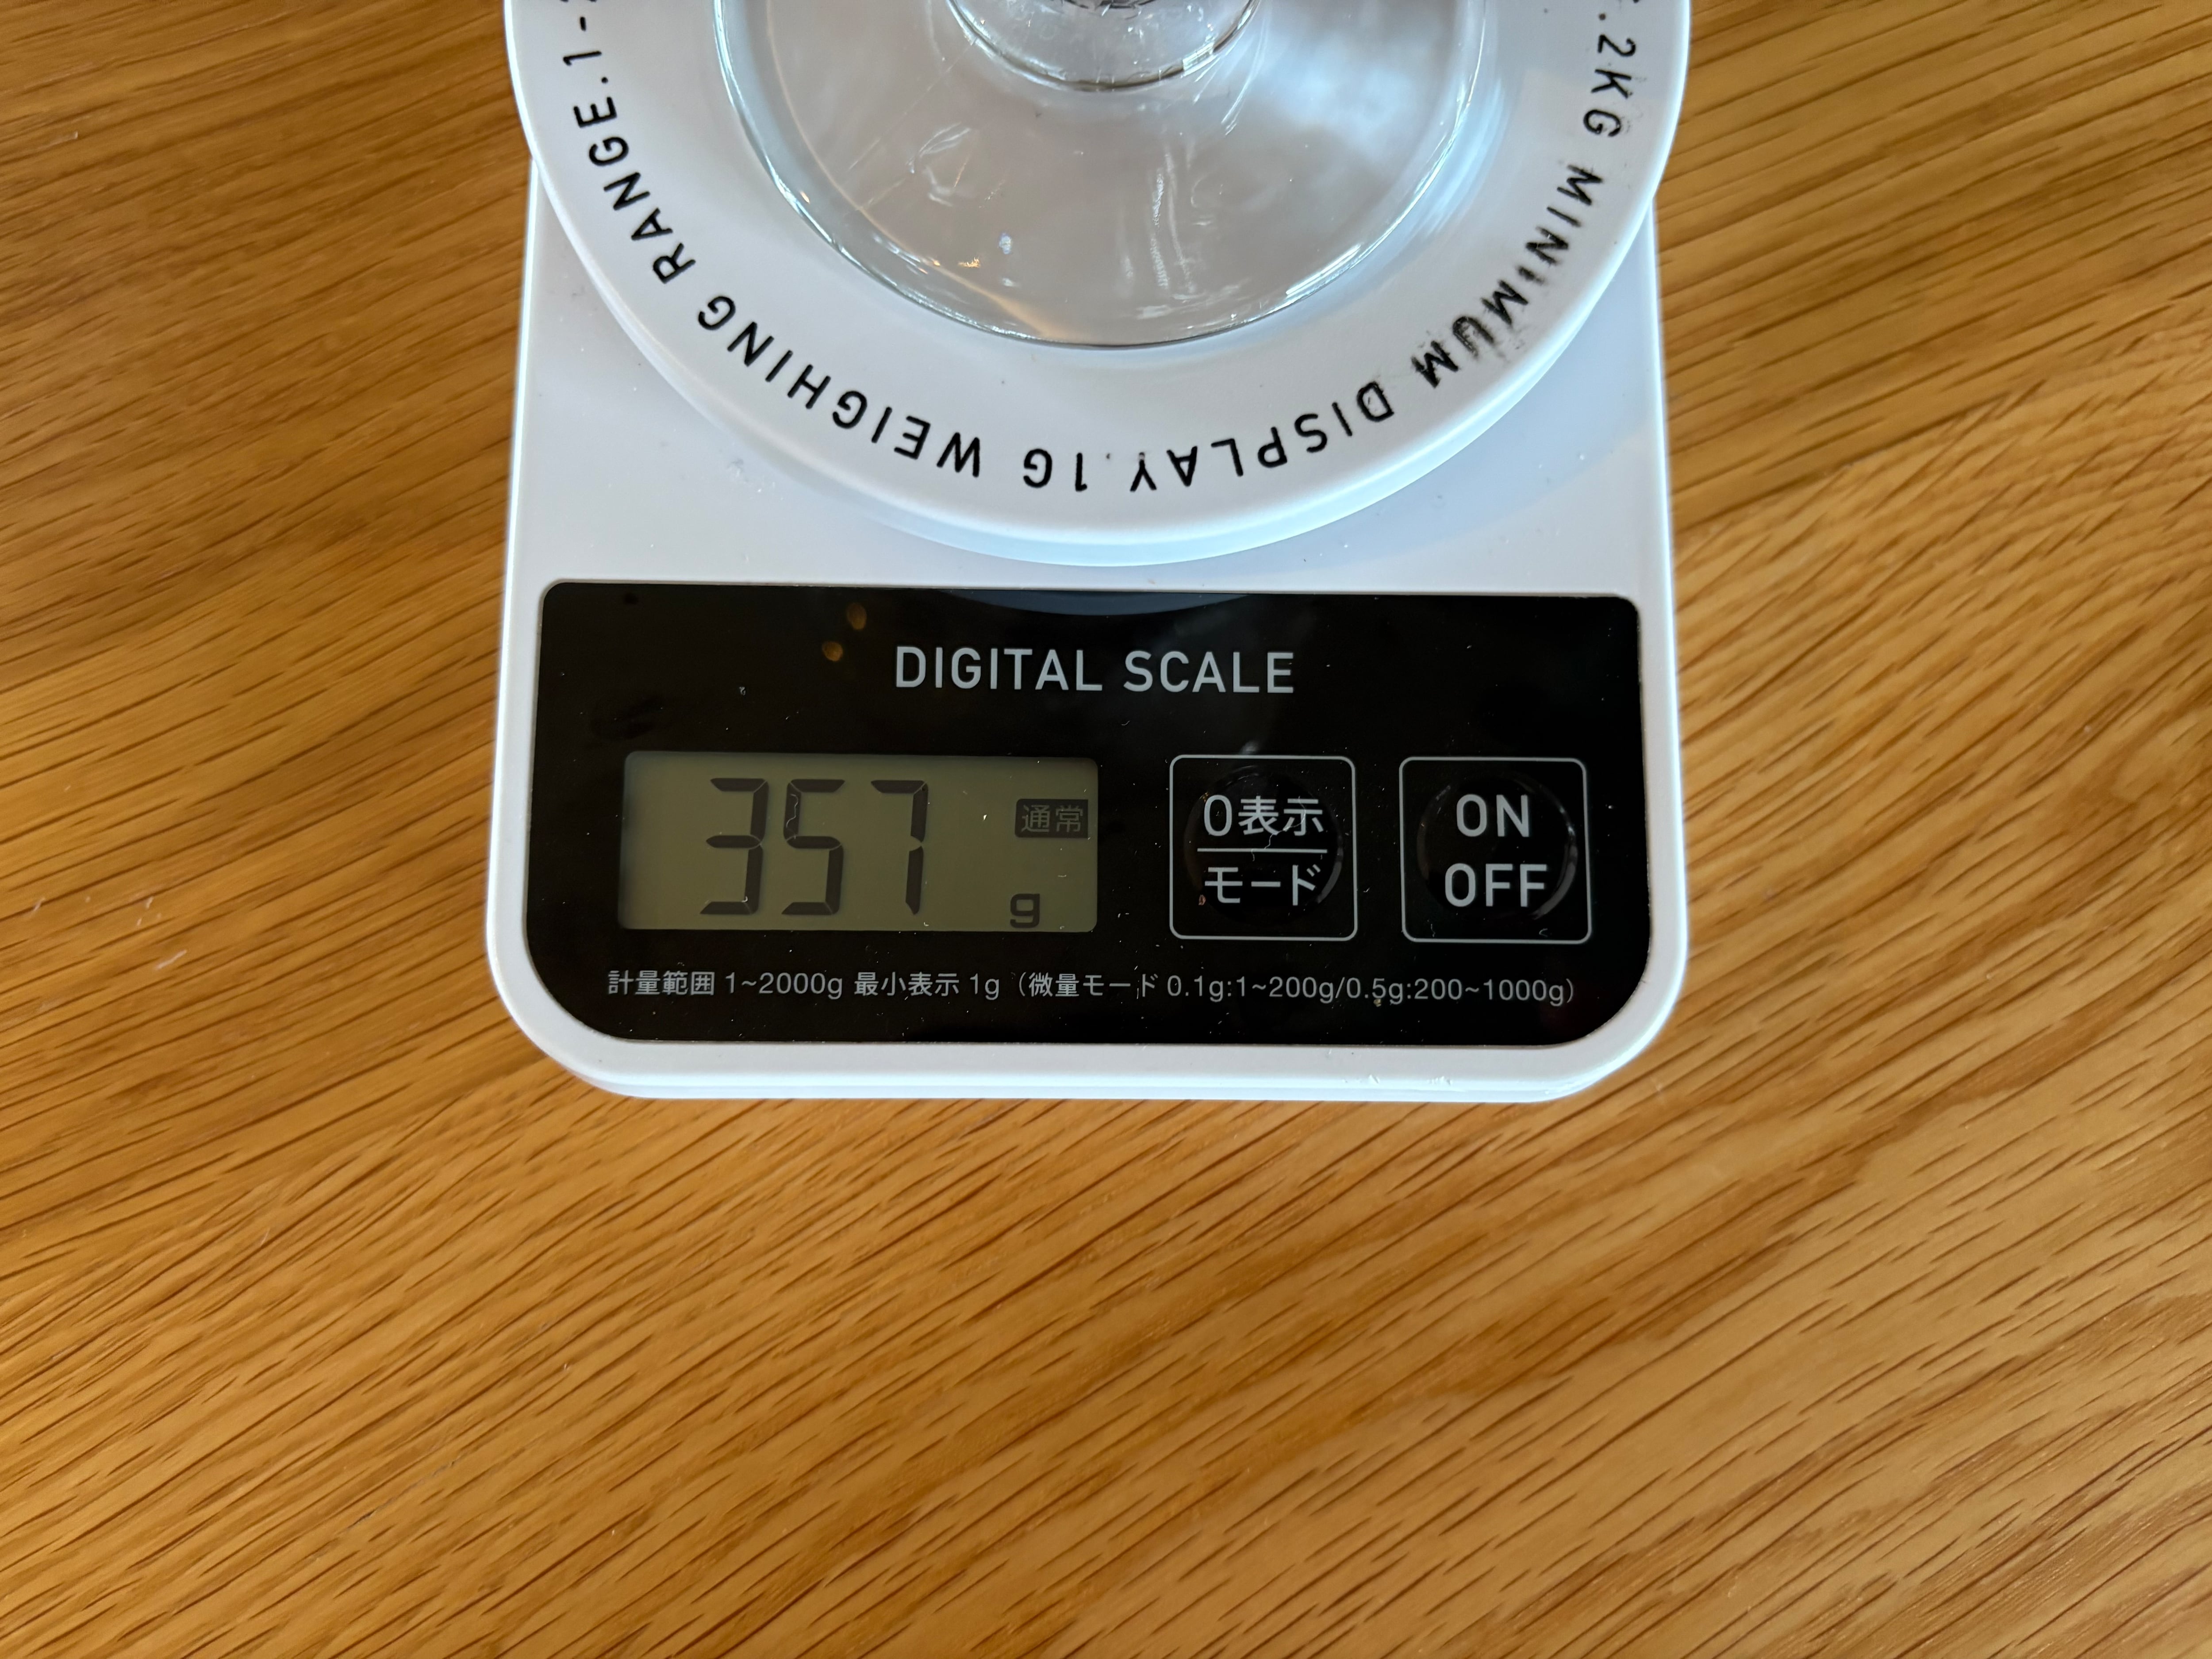 2KG MINIMUM DISPLAY.1G WEIGHING RANGE.1-
DIGITAL SCALE
357 g 通常
0表示
モード
ON
OFF
計量範囲 1~2000g 最小表示 1g（微量モード 0.1g:1~200g/0.5g:200~1000g）